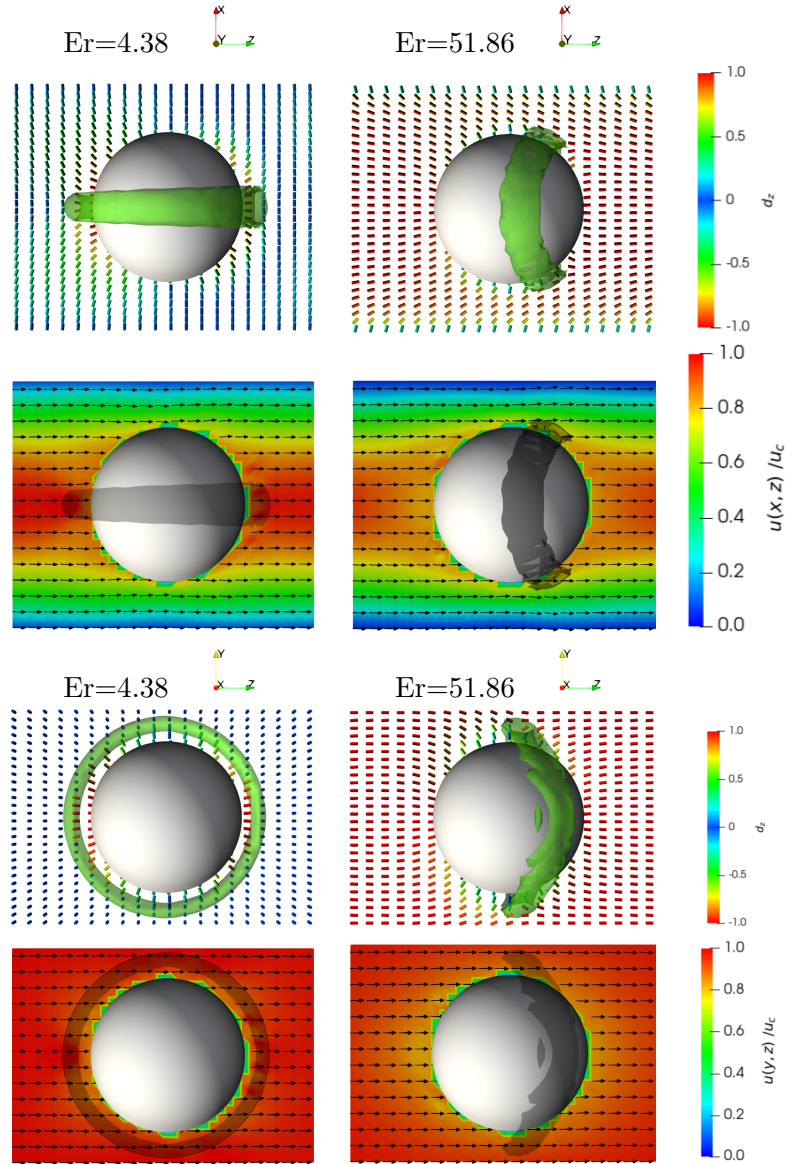 X
X
Er=4.38
Y
Z
Er=51.86
Y
Z
1.0
0.5
0
-0.5
-1.0
d_z
1.0
0.8
0.6
0.4
0.2
0.0
u(x, z) /u_c
Y
Y
Er=4.38
X
Z
Er=51.86
X
Z
1.0
0.5
0
-0.5
-1.0
d_z
1.0
0.8
0.6
0.4
0.2
0.0
u(y, z) /u_c